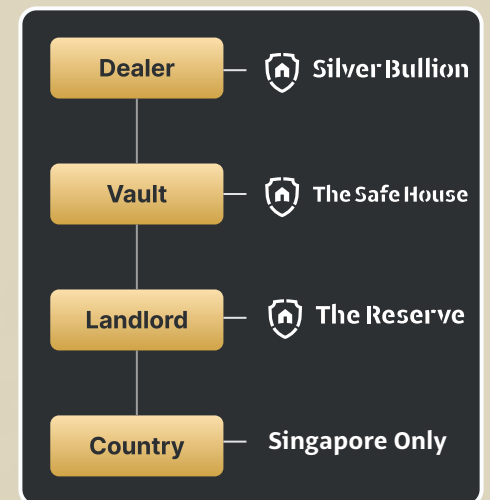 Dealer
Silver Bullion
Vault
The Safe House
Landlord
The Reserve
Country
Singapore Only